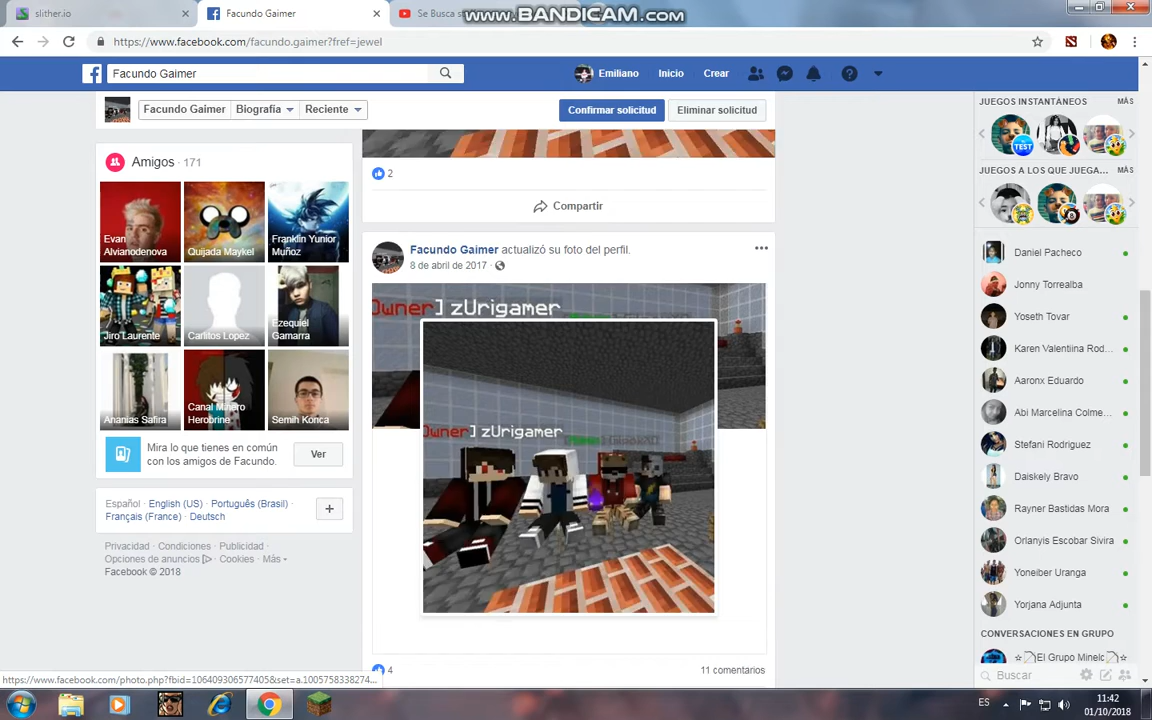 slither.io
Facundo Gaimer
Se Busca s
www.BANDICAM.com
https://www.facebook.com/facundo.gaimer?fref=jewel
Facundo Gaimer
Emiliano
Inicio
Crear
Facundo Gaimer
Biografía
Reciente
Confirmar solicitud
Eliminar solicitud
Amigos · 171
Evan
Alvianodenova
Quijada Maykel
Franklin Yunior
Muñoz
Jiro Laurente
Carlitos Lopez
Ezequiel
Gamarra
Ananias Safira
Canal Minero
Herobrine
Semih Konca
Mira lo que tienes en común
con los amigos de Facundo.
Ver
Español · English (US) · Português (Brasil) ·
Français (France) · Deutsch
Privacidad · Condiciones · Publicidad ·
Opciones de anuncios · Cookies · Más
Facebook © 2018
2
Compartir
Facundo Gaimer actualizó su foto del perfil.
8 de abril de 2017 ·
Owner] zUrigamer
wner] zUrigamer
4
11 comentarios
JUEGOS INSTANTÁNEOS
MÁS
TEST
JUEGOS A LOS QUE JUEGA...
MÁS
8
Daniel Pacheco
Jonny Torrealba
Yoseth Tovar
Karen Valentiina Rod...
Aaronx Eduardo
Abi Marcelina Colme...
Stefani Rodriguez
Daiskely Bravo
Rayner Bastidas Mora
Orlanyis Escobar Sivira
Yoneiber Uranga
Yorjana Adjunta
CONVERSACIONES EN GRUPO
El Grupo Minelc
Buscar
https://www.facebook.com/photo.php?fbid=106409306577405&set=a.1005758338274...
ES
11:42
01/10/2018